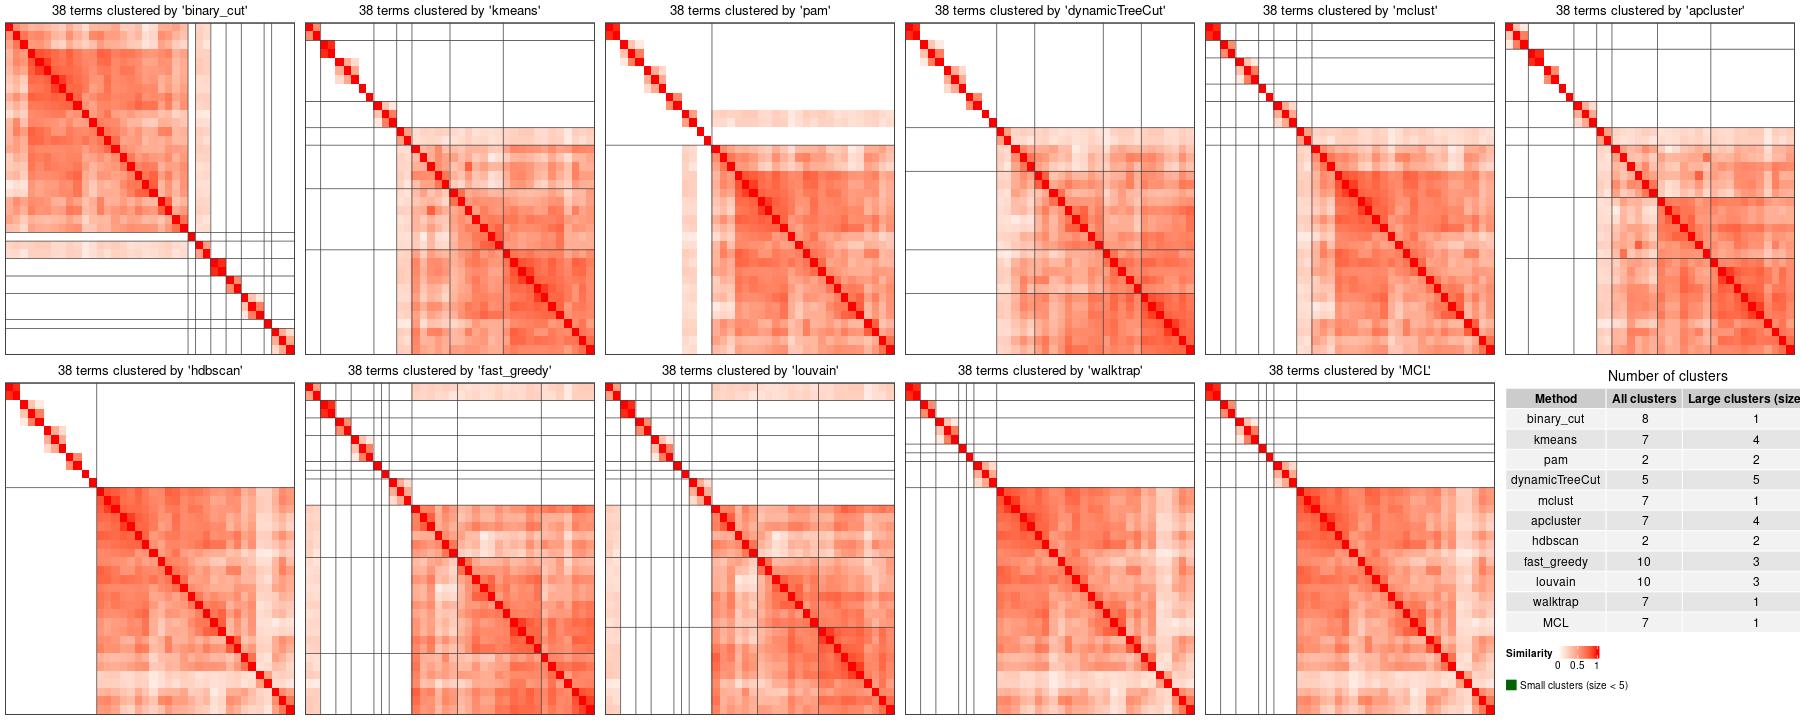 38 terms clustered by 'binary_cut'
38 terms clustered by 'kmeans'
38 terms clustered by 'pam'
38 terms clustered by 'dynamicTreeCut'
38 terms clustered by 'mclust'
38 terms clustered by 'apcluster'
38 terms clustered by 'hdbscan'
38 terms clustered by 'fast_greedy'
38 terms clustered by 'louvain'
38 terms clustered by 'walktrap'
38 terms clustered by 'MCL'
Number of clusters
Method All clusters Large clusters (size
binary_cut 8 1
kmeans 7 4
pam 2 2
dynamicTreeCut 5 5
mclust 7 1
apcluster 7 4
hdbscan 2 2
fast_greedy 10 3
louvain 10 3
walktrap 7 1
MCL 7 1
Similarity
0 0.5 1
Small clusters (size < 5)